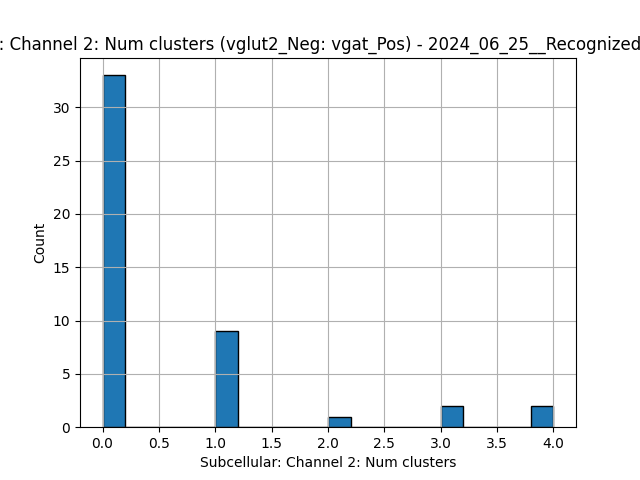 : Channel 2: Num clusters (vglut2_Neg: vgat_Pos) - 2024_06_25__Recognized
30
25
20
15
10
5
0
Count
0.0 0.5 1.0 1.5 2.0 2.5 3.0 3.5 4.0
Subcellular: Channel 2: Num clusters